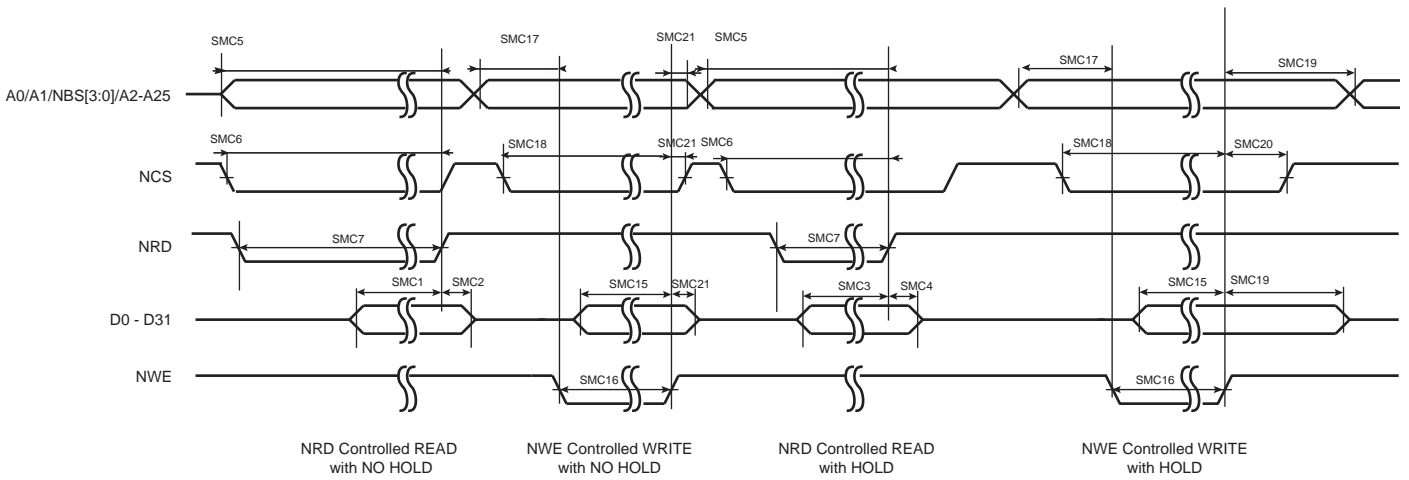 SMC5
SMC17
SMC21
SMC5
SMC17
SMC19
A0/A1/NBS[3:0]/A2-A25
SMC6
SMC18
SMC21
SMC6
SMC18
SMC20
NCS
NRD
SMC7
SMC7
SMC1
SMC2
SMC15
SMC21
SMC3
SMC4
SMC15
SMC19
D0 - D31
NWE
SMC16
SMC16
NRD Controlled READ
with NO HOLD
NWE Controlled WRITE
with NO HOLD
NRD Controlled READ
with HOLD
NWE Controlled WRITE
with HOLD